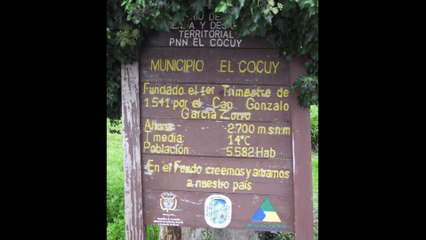 TERRITORIAL
PNN EL COCUY
MUNICIPIO EL COCUY
Fundado el 1er Trimestre de
1.541 por el Cap. Gonzalo
García Zorro
Altura: 2.700 m.s.n.m
T media 14°C
Población: 5.582 Hab
En el Fondo creemos y amamos
a nuestro país